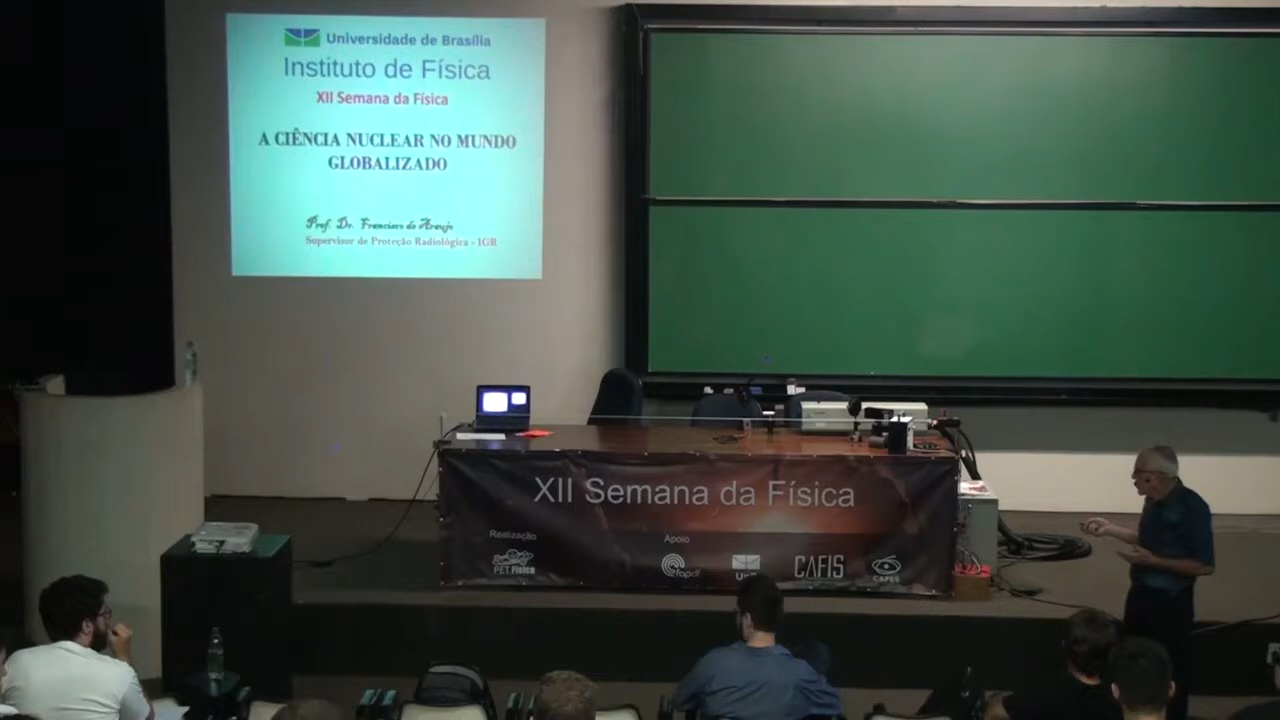 Universidade de Brasília
Instituto de Física
XII Semana da Física
A CIÊNCIA NUCLEAR NO MUNDO
GLOBALIZADO
Prof. Dr. Francisco de Araujo
Supervisor de Proteção Radiológica - IGR
XII Semana da Física
Realização
Apoio
PET Física
fapdf
CAFIS
CAPES